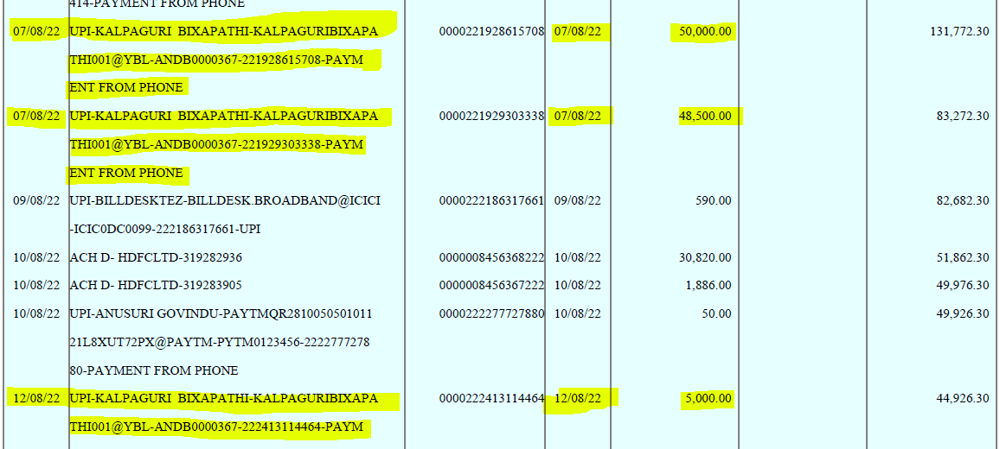 414-PAYMENT FROM PHONE
07/08/22 UPI-KALPAGURI BIXAPATHI-KALPAGURIBIXAPA 0000221928615708 07/08/22 50,000.00 131,772.30
THI001@YBL-ANDB0000367-221928615708-PAYM
ENT FROM PHONE
07/08/22 UPI-KALPAGURI BIXAPATHI-KALPAGURIBIXAPA 0000221929303338 07/08/22 48,500.00 83,272.30
THI001@YBL-ANDB0000367-221929303338-PAYM
ENT FROM PHONE
09/08/22 UPI-BILLDESKTEZ-BILLDESK.BROADBAND@ICICI 0000222186317661 09/08/22 590.00 82,682.30
-ICIC0DC0099-222186317661-UPI
10/08/22 ACH D- HDFCLTD-319282936 0000008456368222 10/08/22 30,820.00 51,862.30
10/08/22 ACH D- HDFCLTD-319283905 0000008456367222 10/08/22 1,886.00 49,976.30
10/08/22 UPI-ANUSURI GOVINDU-PAYTMQR2810050501011 0000222277727880 10/08/22 50.00 49,926.30
21L8XUT72PX@PAYTM-PYTM0123456-2222777278
80-PAYMENT FROM PHONE
12/08/22 UPI-KALPAGURI BIXAPATHI-KALPAGURIBIXAPA 0000222413114464 12/08/22 5,000.00 44,926.30
THI001@YBL-ANDB0000367-222413114464-PAYM